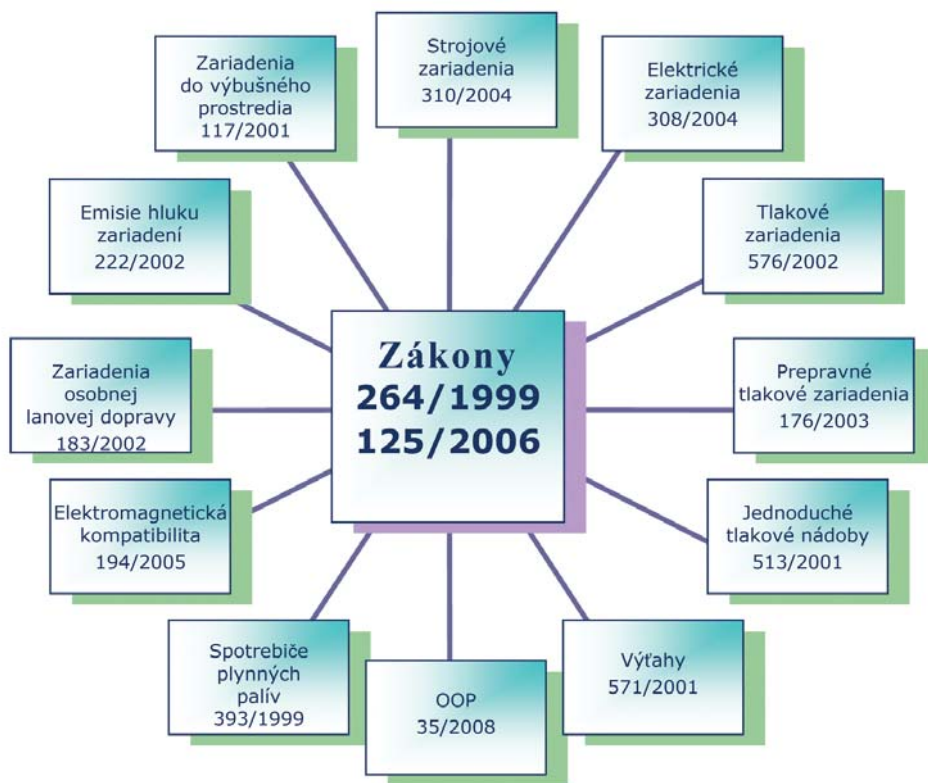 Strojové
zariadenia
310/2004
Zariadenia
do výbušného
prostredia
117/2001
Elektrické
zariadenia
308/2004
Emisie hluku
zariadení
222/2002
Tlakové
zariadenia
576/2002
Zákony
264/1999
125/2006
Zariadenia
osobnej
lanovej dopravy
183/2002
Prepravné
tlakové zariadenia
176/2003
Elektromagnetická
kompatibilita
194/2005
Jednoduché
tlakové nádoby
513/2001
Spotrebiče
plynných
palív
393/1999
OOP
35/2008
Výťahy
571/2001